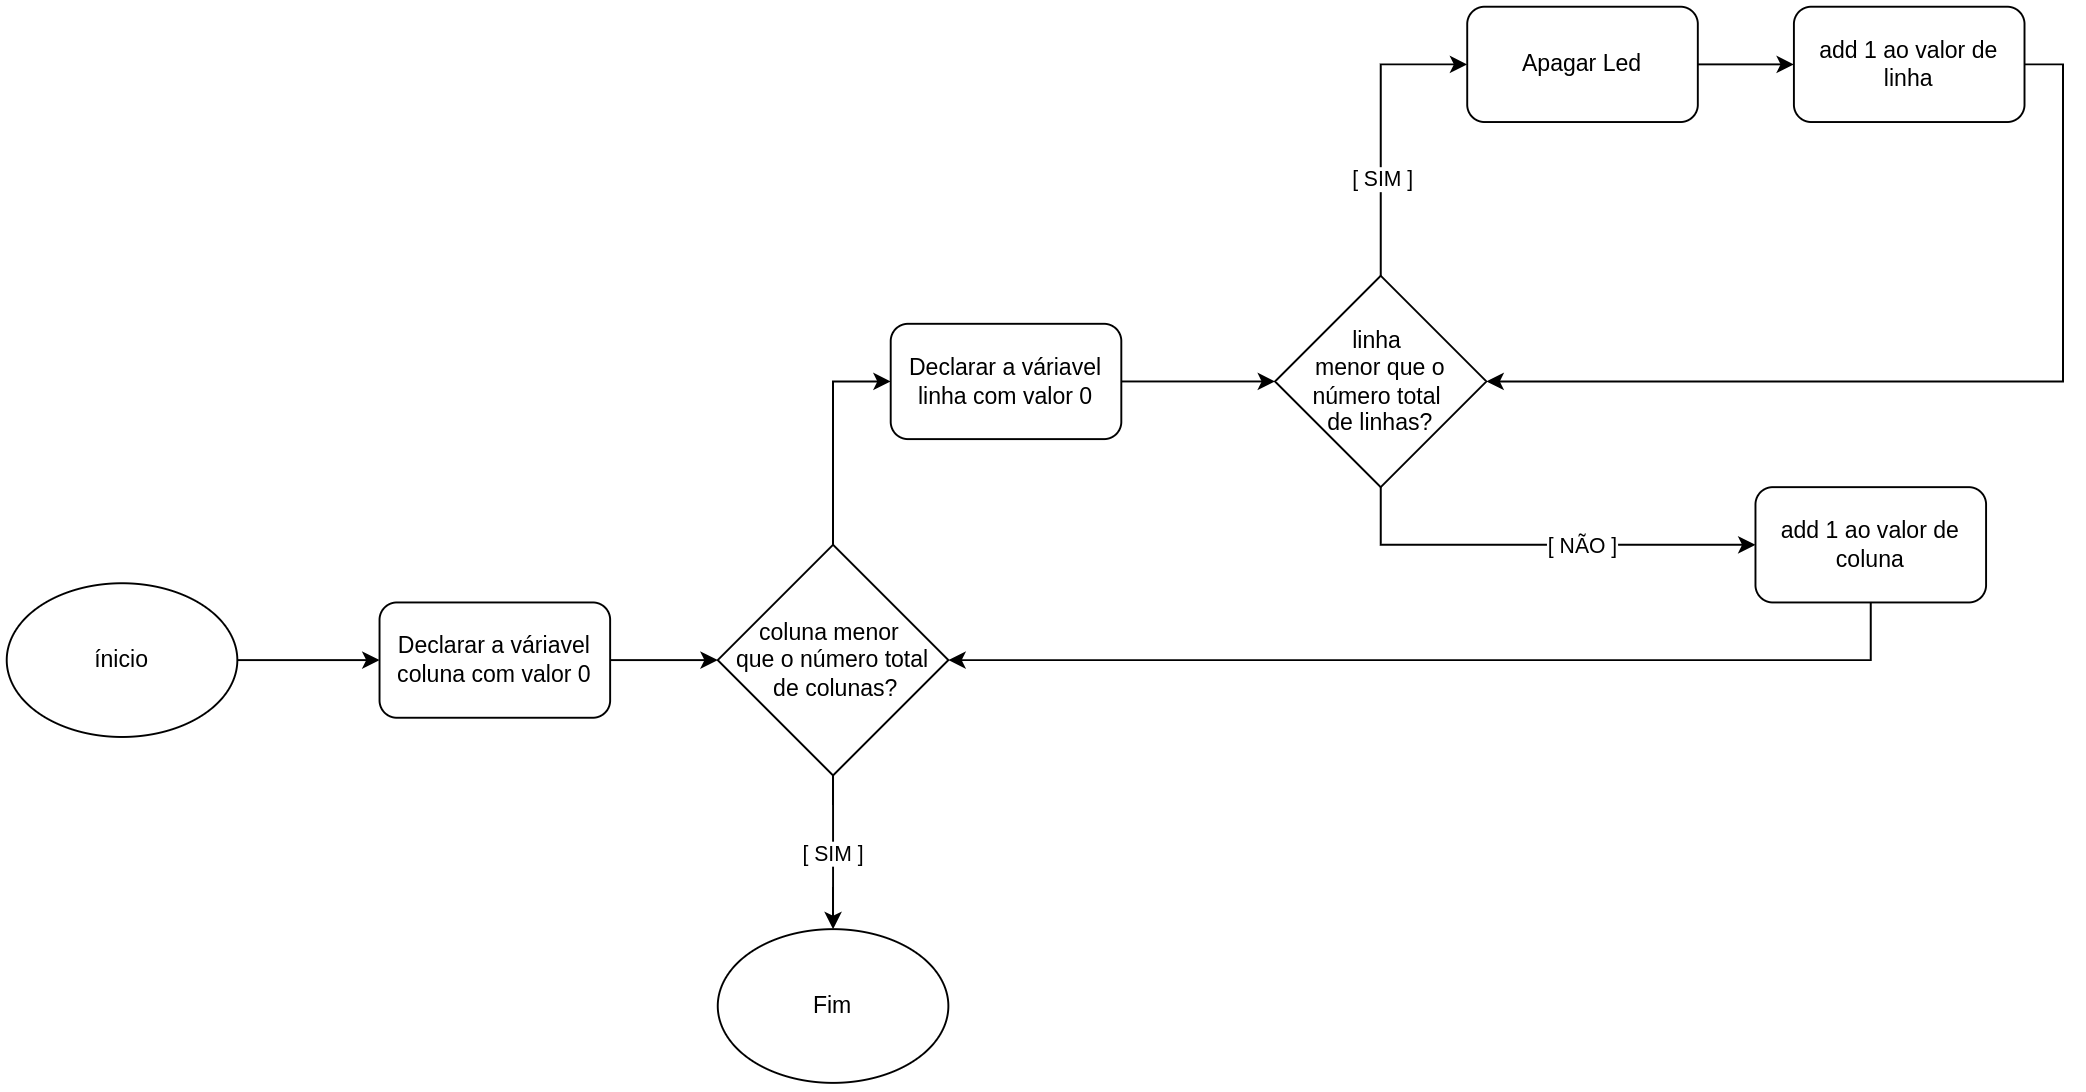 ínicio
Declarar a váriavel
coluna com valor 0
coluna menor
que o número total
de colunas?
[ SIM ]
Fim
Declarar a váriavel
linha com valor 0
linha
menor que o
número total
de linhas?
[ SIM ]
Apagar Led
add 1 ao valor de
linha
[ NÃO ]
add 1 ao valor de
coluna